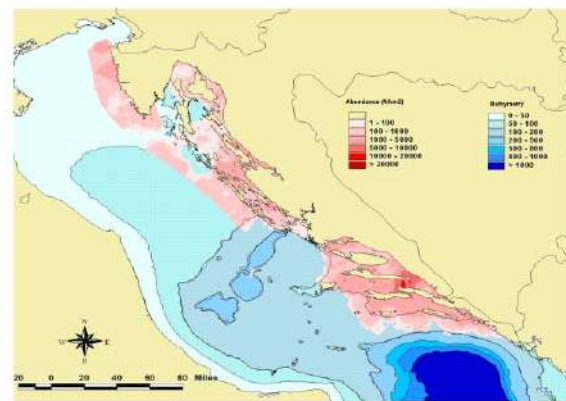 Abundance (N/km2)
1 - 100
100 - 1000
1000 - 5000
5000 - 10000
10000 - 20000
> 20000
Bathymetry
0 - 50
50 - 100
100 - 200
200 - 500
500 - 800
800 - 1000
> 1000
N
W E
S
20 0 20 40 60 80 Miles